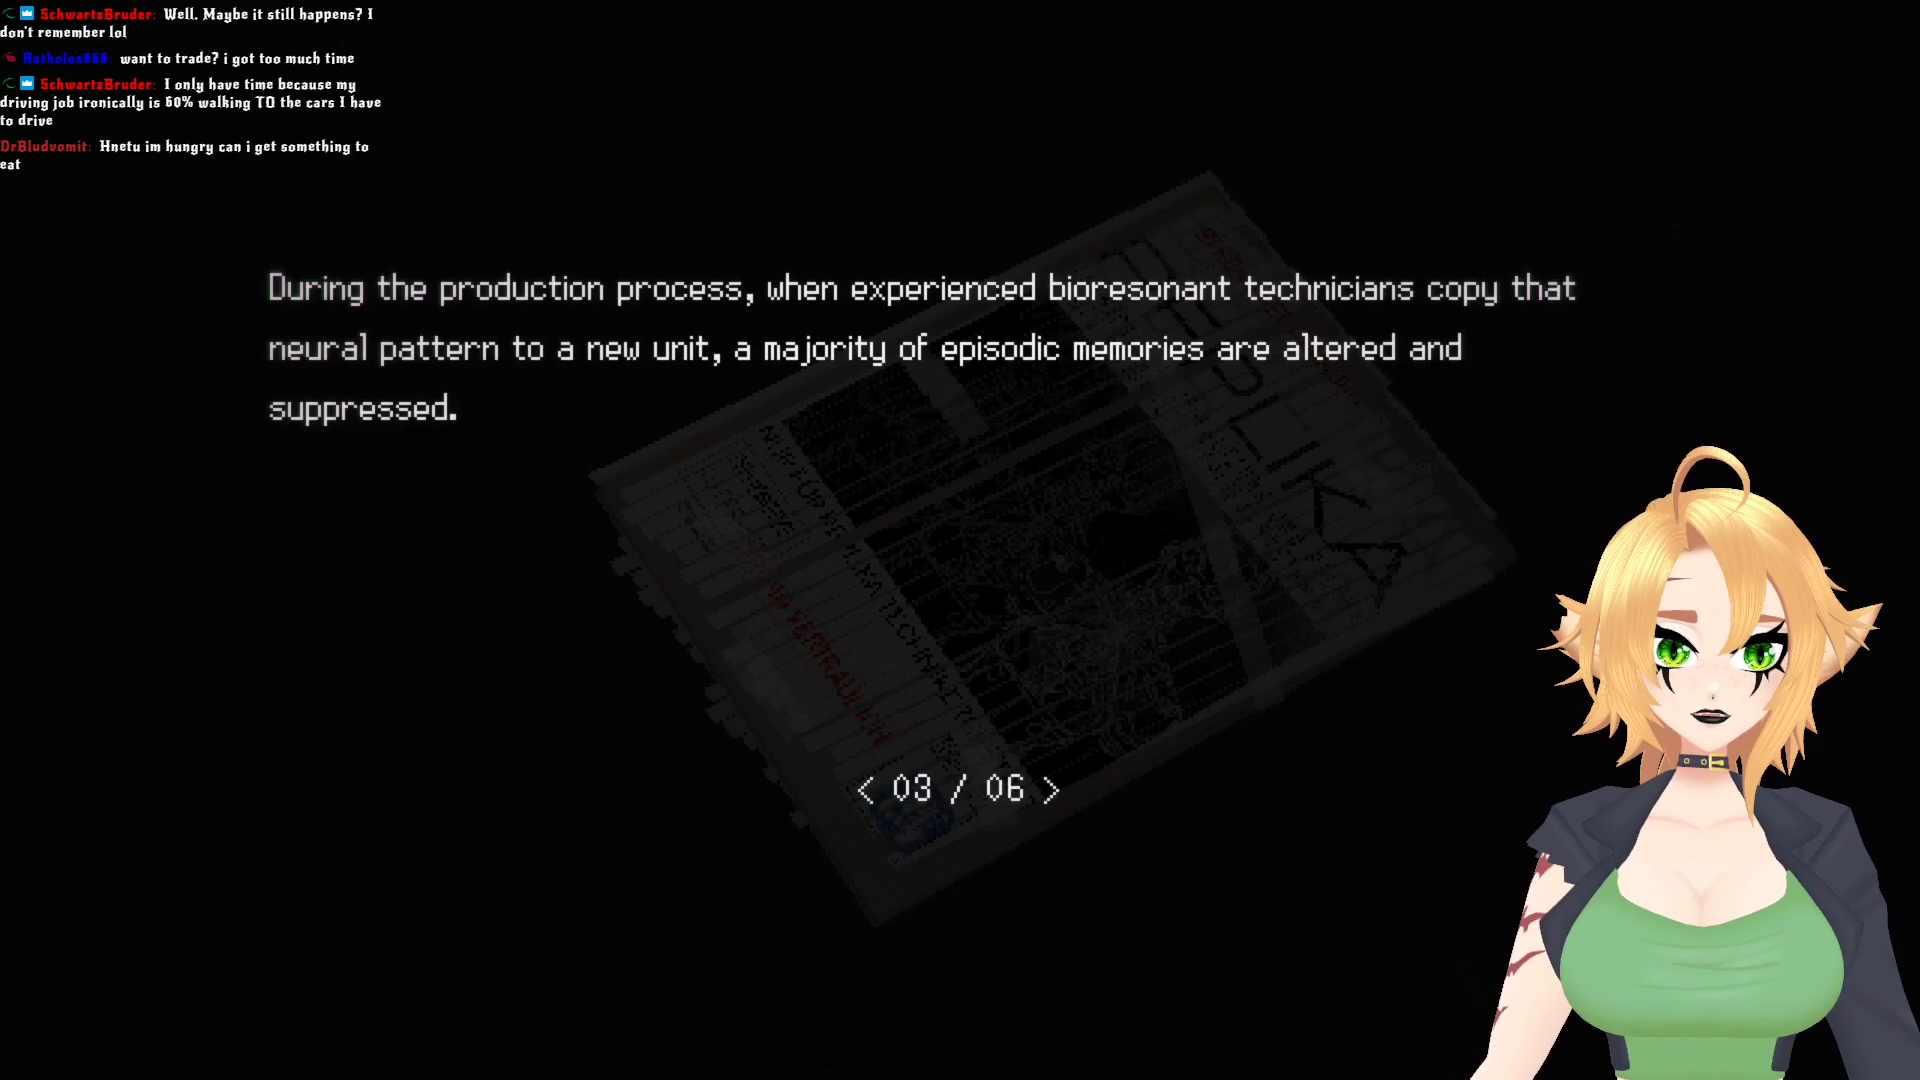 SchwartzBruder: Well. Maybe it still happens? I
don't remember lol
Ratholos666: want to trade? i got too much time
SchwartzBruder: I only have time because my
driving job ironically is 60% walking TO the cars I have
to drive
DrBludvomit: Hnetu im hungry can i get something to
eat
During the production process, when experienced bioresonant technicians copy that
neural pattern to a new unit, a majority of episodic memories are altered and
suppressed.
REPLIKA
< 03 / 06 >